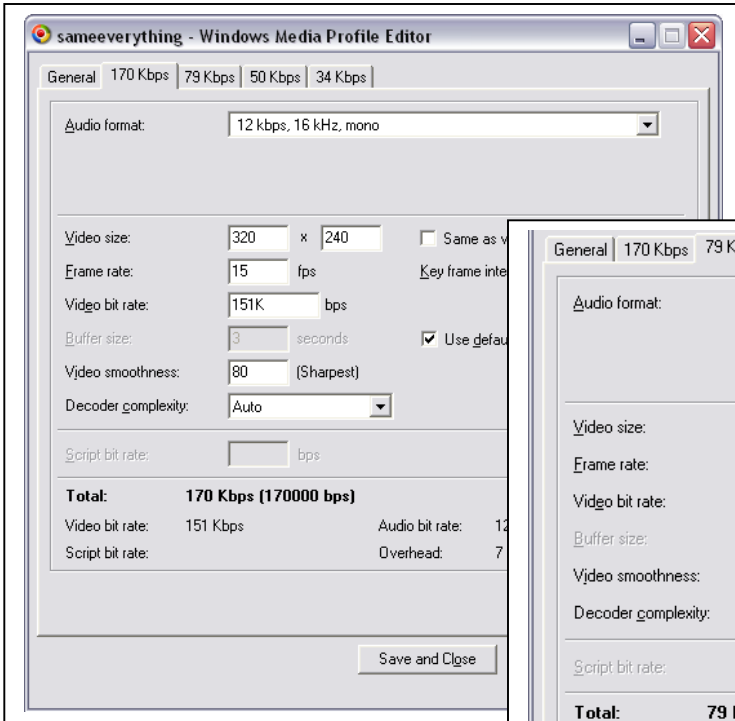 sameeverything - Windows Media Profile Editor
General 170 Kbps 79 Kbps 50 Kbps 34 Kbps
Audio format: 12 kbps, 16 kHz, mono
Video size: 320 x 240 Same as v
Frame rate: 15 fps Key frame inte
Video bit rate: 151K bps
Buffer size: 3 seconds Use defau
Video smoothness: 80 (Sharpest)
Decoder complexity: Auto
Script bit rate: bps
Total: 170 Kbps (170000 bps)
Video bit rate: 151 Kbps Audio bit rate: 12
Script bit rate: Overhead: 7
Save and Close
General 170 Kbps 79 K
Audio format:
Video size:
Frame rate:
Video bit rate:
Buffer size:
Video smoothness:
Decoder complexity:
Script bit rate:
Total: 79 K